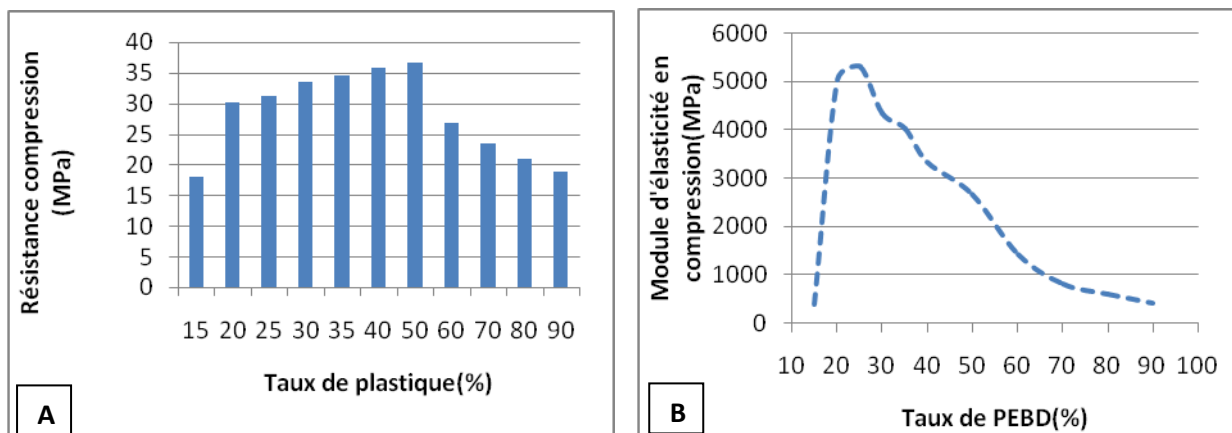 Résistance compression
(MPa)
40
35
30
25
20
15
10
5
0
15 20 25 30 35 40 50 60 70 80 90
Taux de plastique(%)
A
Module d'élasticité en
compression(MPa)
6000
5000
4000
3000
2000
1000
0
10 20 30 40 50 60 70 80 90 100
Taux de PEBD(%)
B